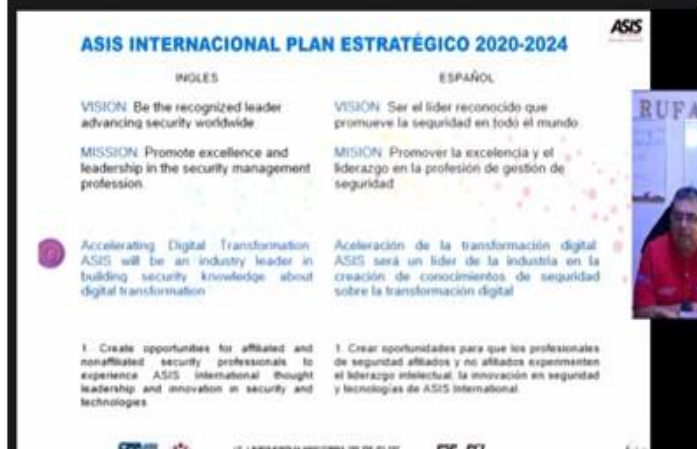 ASIS
ASIS INTERNACIONAL PLAN ESTRATÉGICO 2020-2024
INGLES
VISION Be the recognized leader
advancing security worldwide
MISSION Promote excellence and
leadership in the security management
profession
Accelerating Digital Transformation
ASIS will be an industry leader in
building security knowledge about
digital transformation
1. Create opportunities for affiliated and
nonaffiliated security professionals to
experience ASIS international thought
leadership and innovation in security and
technologies
ESPAÑOL
VISIÓN Ser el líder reconocido que
promueve la seguridad en todo el mundo
MISIÓN Promover la excelencia y el
liderazgo en la profesión de gestión de
seguridad
Aceleración de la transformación digital
ASIS será un líder de la industria en la
creación de conocimientos de seguridad
sobre la transformación digital
1. Crear oportunidades para que los profesionales
de seguridad afiliados y no afiliados experimenten
el liderazgo intelectual, la innovación en seguridad
y tecnologías de ASIS International.
RUFA